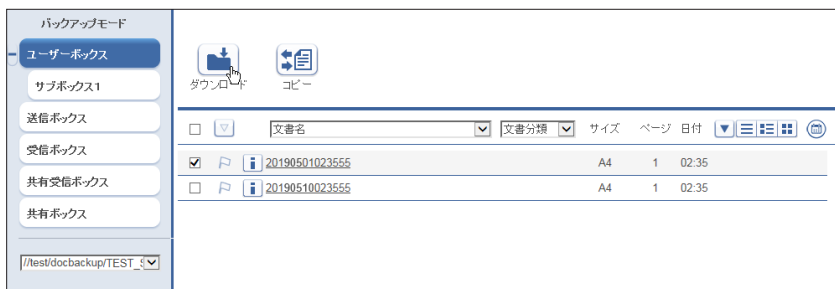 バックアップモード
ユーザーボックス
サブボックス1
送信ボックス
受信ボックス
共有受信ボックス
共有ボックス
//test/docbackup/TEST_
ダウンロード
コピー
文書名 文書分類 サイズ ページ 日付
20190501023555 A4 1 02:35
20190510023555 A4 1 02:35